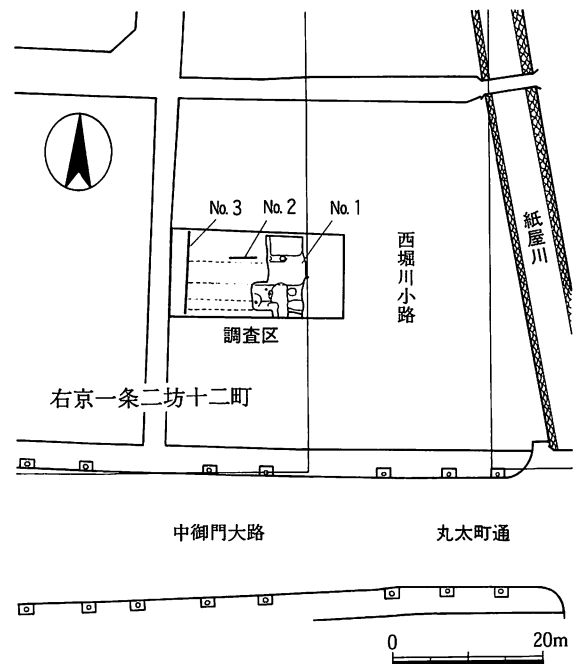 No.3
No.2
No.1
紙屋川
西堀川小路
調査区
右京一条二坊十二町
中御門大路
丸太町通
0
20m